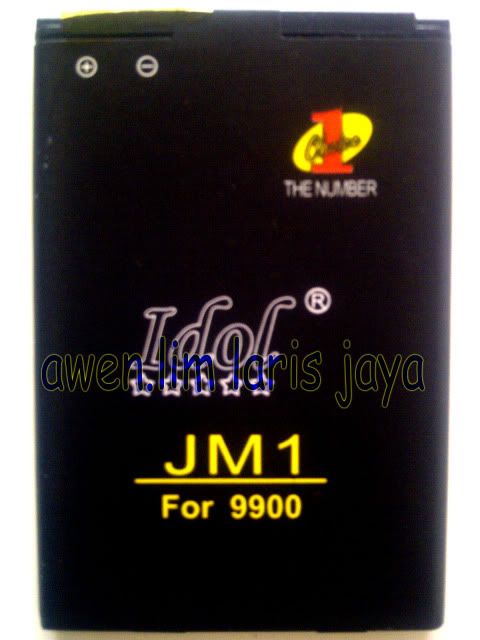 + −
1
THE NUMBER
Idol ®
awen.lim laris jaya
JM1
For 9900